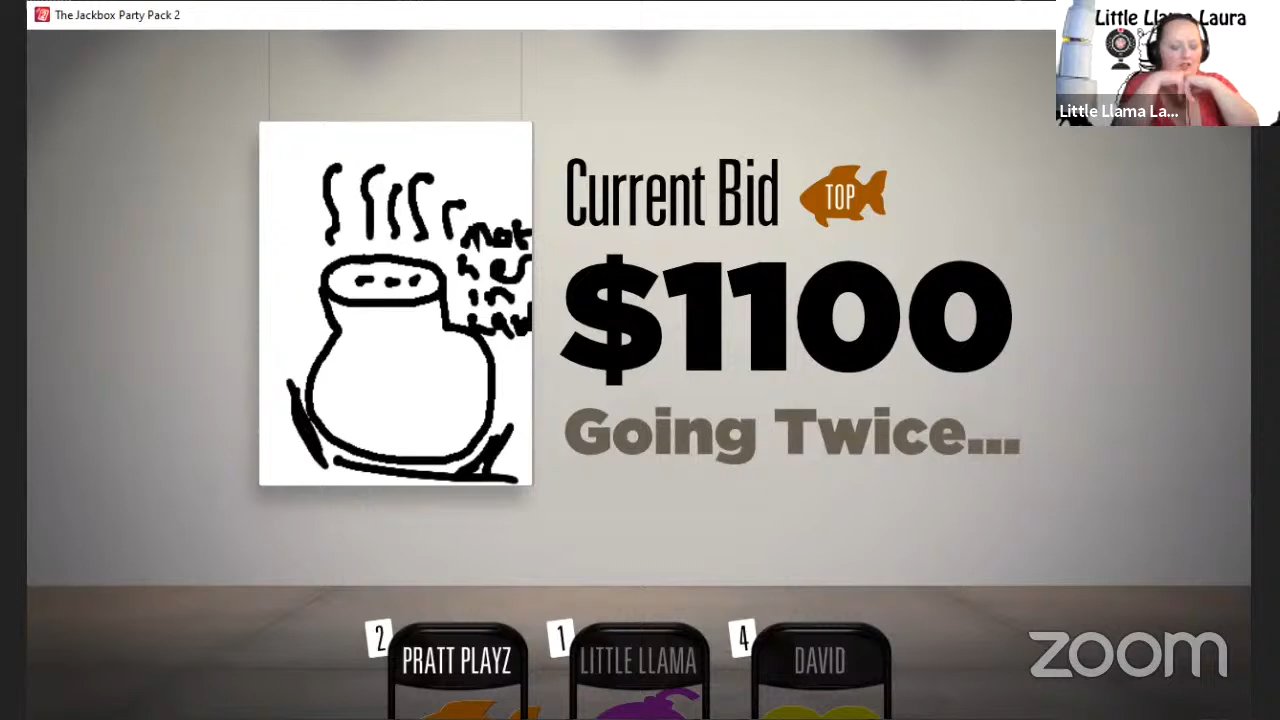 The Jackbox Party Pack 2
Little Llama Laura
Little Llama La...
Current Bid
TOP
$1100
Going Twice...
in
2
PRATT PLAYZ
1
LITTLE LLAMA
4
DAVID
zoom